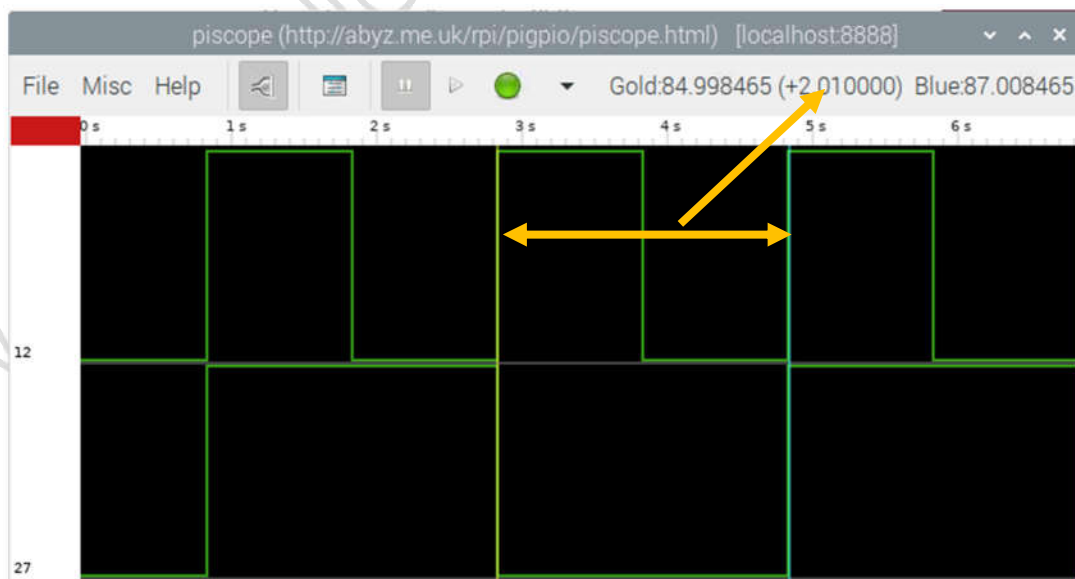 piscope (http://abyz.me.uk/rpi/pigpio/piscope.html) [localhost:8888]
File Misc Help Gold:84.998465 (+2.010000) Blue:87.008465
0 s 1 s 2 s 3 s 4 s 5 s 6 s
12
27